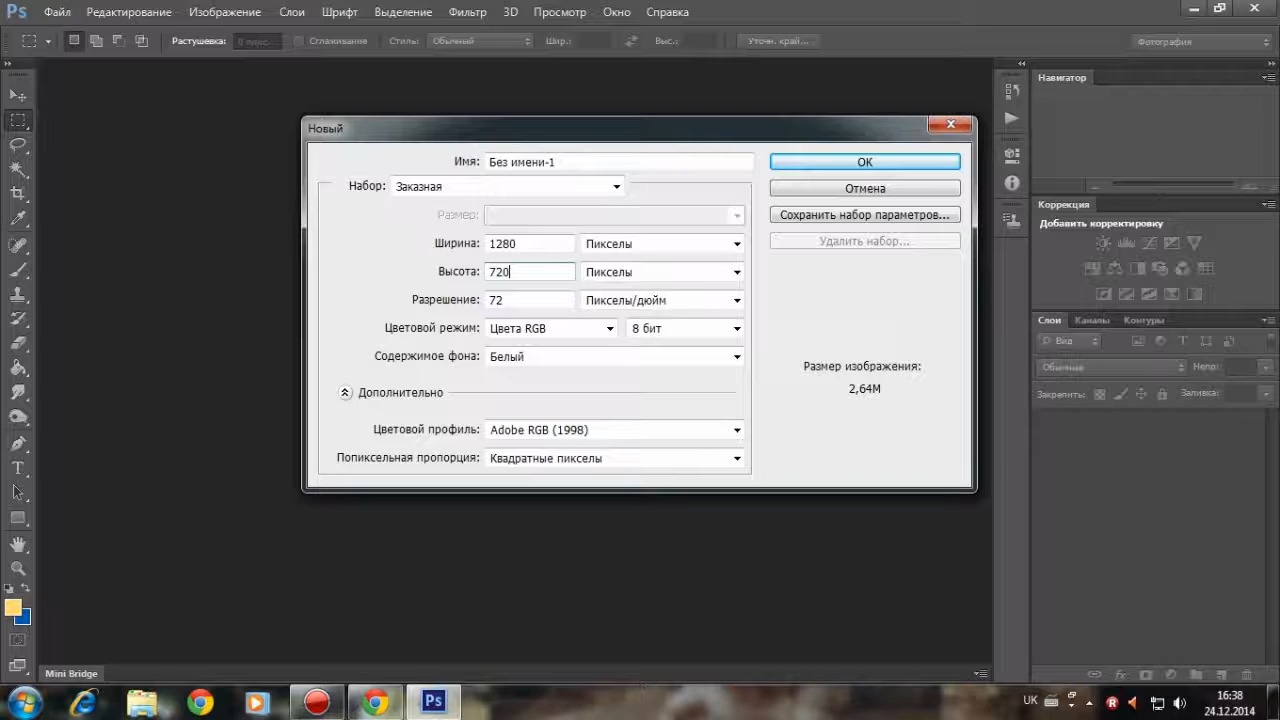 Ps Файл Редактирование Изображение Слои Шрифт Выделение Фильтр 3D Просмотр Окно Справка
Растушевка: Сглаживание Стиль: Обычный Шир.: Выс.: Уточн. край... Фотография
Навигатор
Новый
Имя: Без имени-1
OK
Набор: Заказная
Отмена
Размер:
Сохранить набор параметров...
Ширина: 1280 Пикселы
Удалить набор...
Высота: 720 Пикселы
Разрешение: 72 Пикселы/дюйм
Цветовой режим: Цвета RGB 8 бит
Содержимое фона: Белый
Размер изображения:
2,64M
Дополнительно
Цветовой профиль: Adobe RGB (1998)
Попиксельная пропорция: Квадратные пикселы
Коррекция
Добавить корректировку
Слои Каналы Контуры
Вид
Обычные Непр.:
Закрепить: Заливка:
Mini Bridge
Ps
UK
16:38
24.12.2014